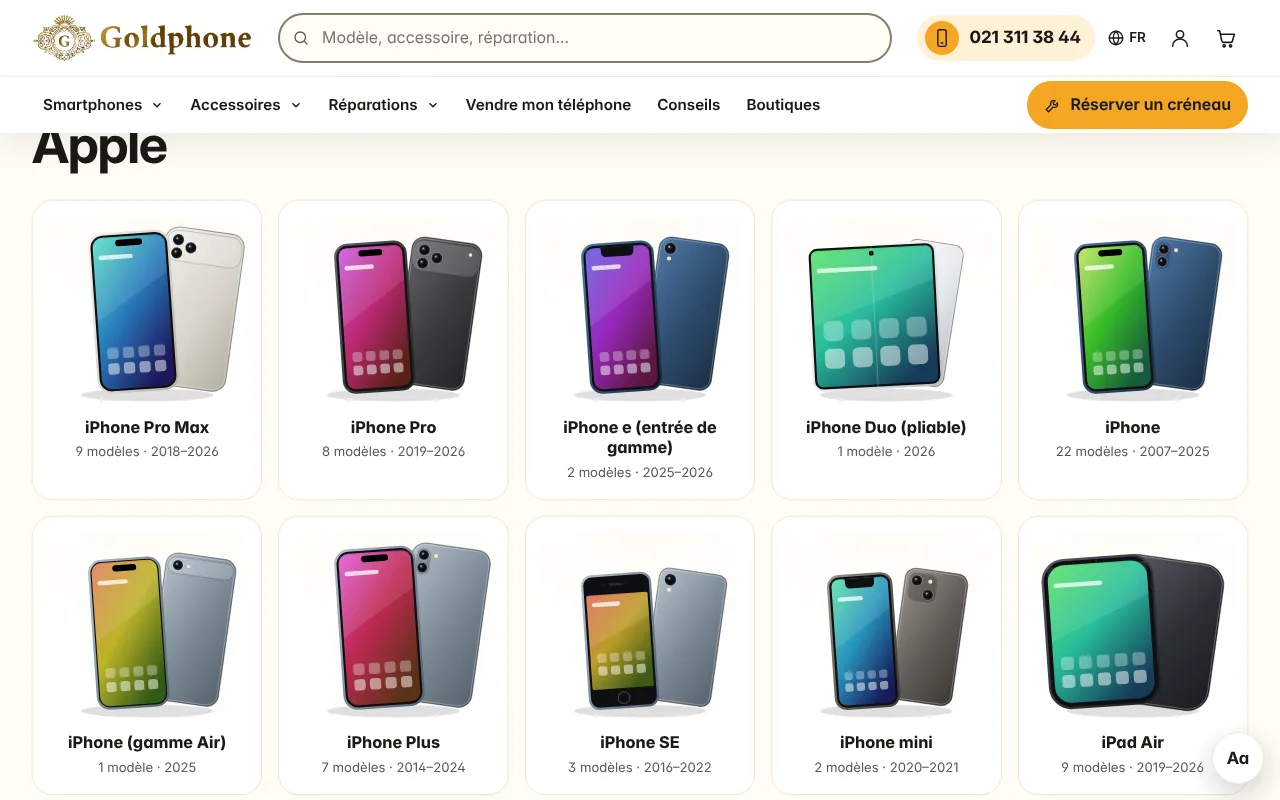 G
Goldphone
Modèle, accessoire, réparation...
021 311 38 44
FR
Smartphones
Accessoires
Réparations
Vendre mon téléphone
Conseils
Boutiques
Réserver un créneau
Apple
iPhone Pro Max
9 modèles · 2018–2026
iPhone Pro
8 modèles · 2019–2026
iPhone e (entrée de
gamme)
2 modèles · 2025–2026
iPhone Duo (pliable)
1 modèle · 2026
iPhone
22 modèles · 2007–2025
iPhone (gamme Air)
1 modèle · 2025
iPhone Plus
7 modèles · 2014–2024
iPhone SE
3 modèles · 2016–2022
iPhone mini
2 modèles · 2020–2021
iPad Air
9 modèles · 2019–2026
Aa